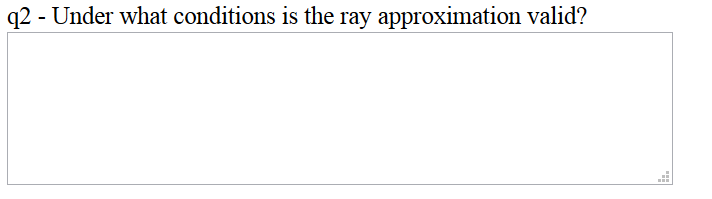 q2 - Under what conditions is the ray approximation valid?